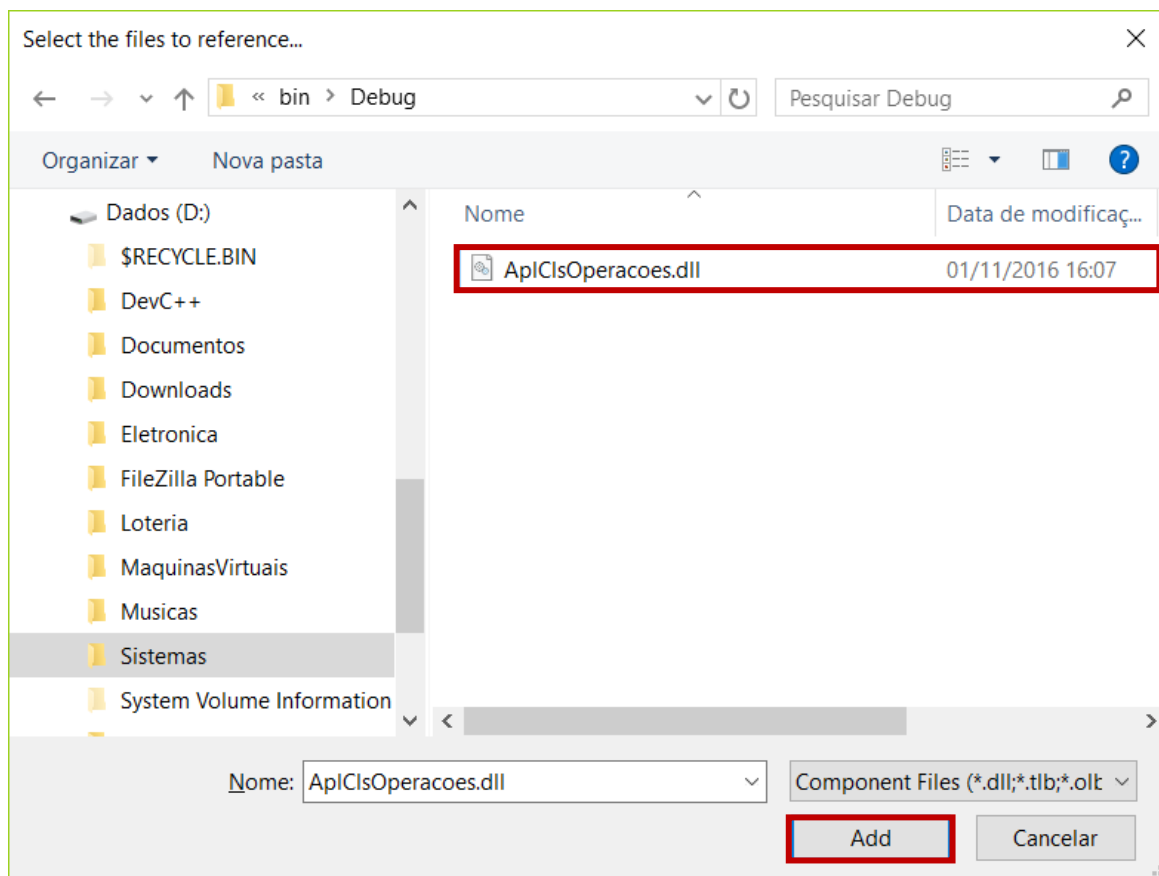 Select the files to reference...
« bin > Debug
Pesquisar Debug
Organizar
Nova pasta
Dados (D:)
$RECYCLE.BIN
DevC++
Documentos
Downloads
Eletronica
FileZilla Portable
Loteria
MaquinasVirtuais
Musicas
Sistemas
System Volume Information
Nome
Data de modificaç...
AplClsOperacoes.dll
01/11/2016 16:07
Nome: AplClsOperacoes.dll
Component Files (*.dll;*.tlb;*.olb
Add
Cancelar